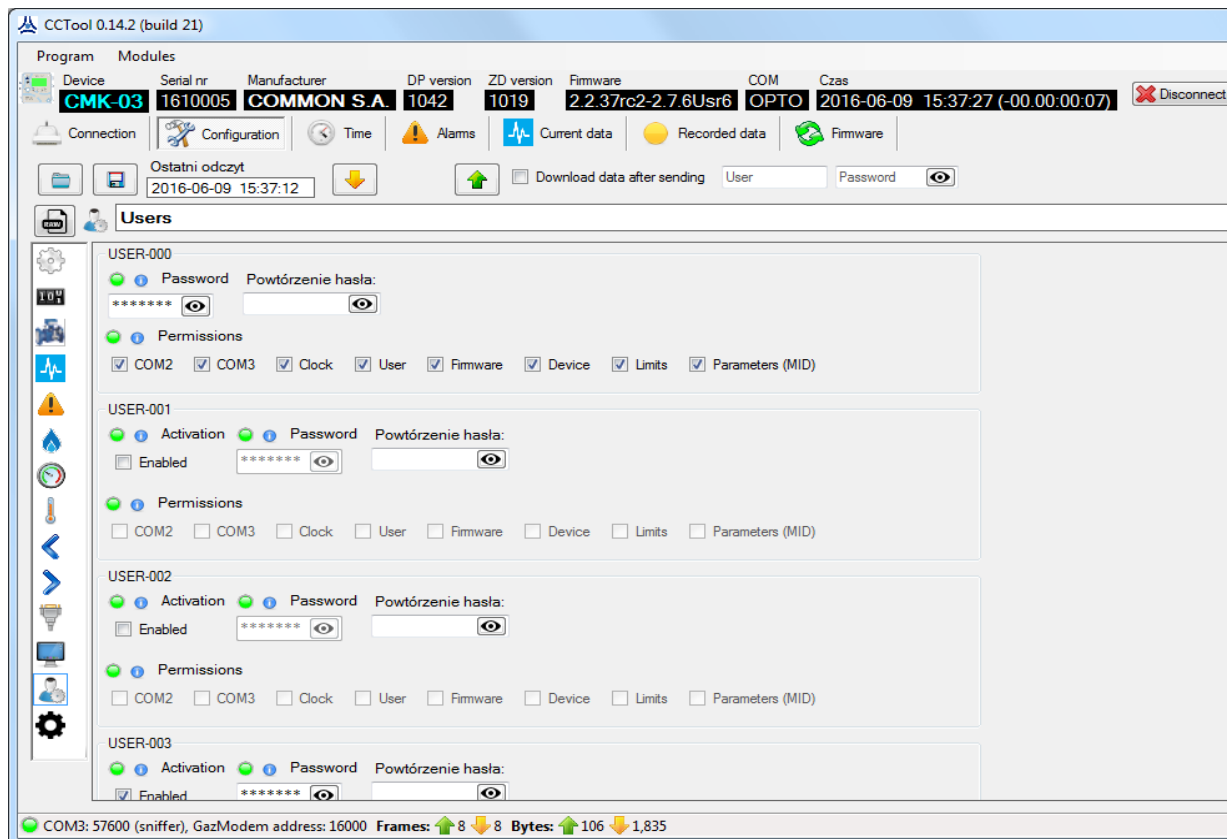 CCTool 0.14.2 (build 21)
Program Modules
Device Serial nr Manufacturer DP version ZD version Firmware COM Czas
CMK-03 1610005 COMMON S.A. 1042 1019 2.2.37rc2-2.7.6Usr6 OPTO 2016-06-09 15:37:27 (-00.00:00:07) Disconnect
Connection Configuration Time Alarms Current data Recorded data Firmware
Ostatni odczyt
2016-06-09 15:37:12 Download data after sending User Password
Users
USER-000
Password Powtórzenie hasła:
*******
Permissions
COM2 COM3 Clock User Firmware Device Limits Parameters (MID)
USER-001
Activation Password Powtórzenie hasła:
Enabled *******
Permissions
COM2 COM3 Clock User Firmware Device Limits Parameters (MID)
USER-002
Activation Password Powtórzenie hasła:
Enabled *******
Permissions
COM2 COM3 Clock User Firmware Device Limits Parameters (MID)
USER-003
Activation Password Powtórzenie hasła:
Enabled *******
COM3: 57600 (sniffer), GazModem address: 16000 Frames: 8 8 Bytes: 106 1,835